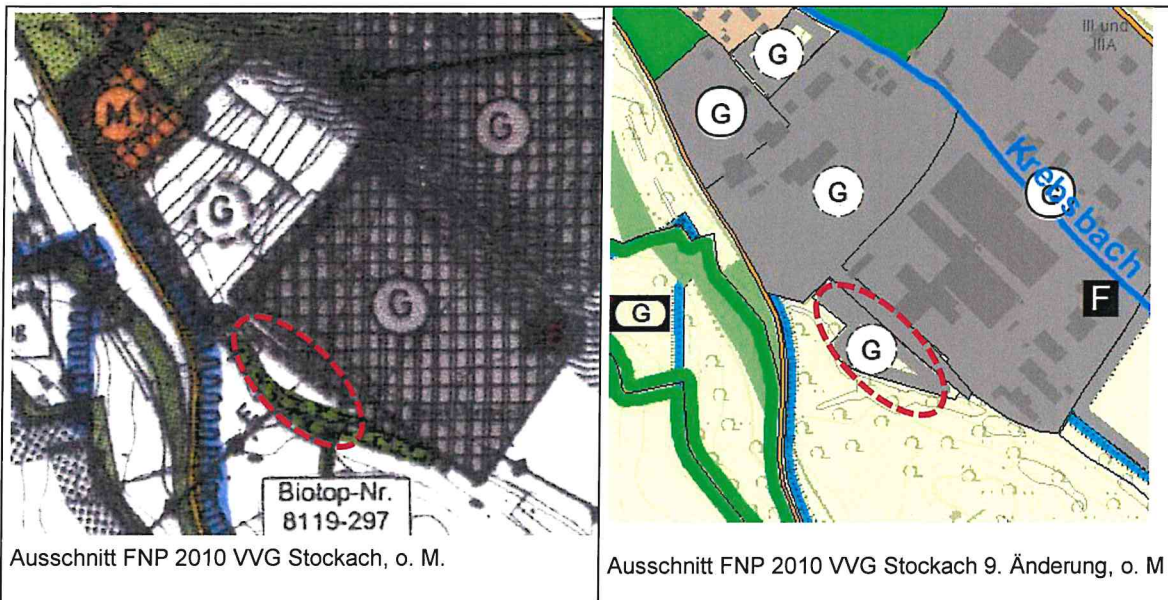 M
G
G
G
Biotop-Nr.
8119-297
Ausschnitt FNP 2010 VVG Stockach, o. M.
III und
IIIA
G
G
G
G
Krebsbach
F
G
G
Ausschnitt FNP 2010 VVG Stockach 9. Änderung, o. M